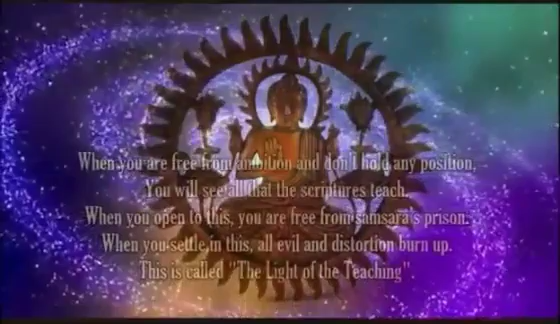 When you are free from ambition and don't hold any position,
You will see all that the scriptures teach.
When you open to this, you are free from samsara's prison.
When you settle in this, all evil and distortion burn up.
This is called "The Light of the Teaching".